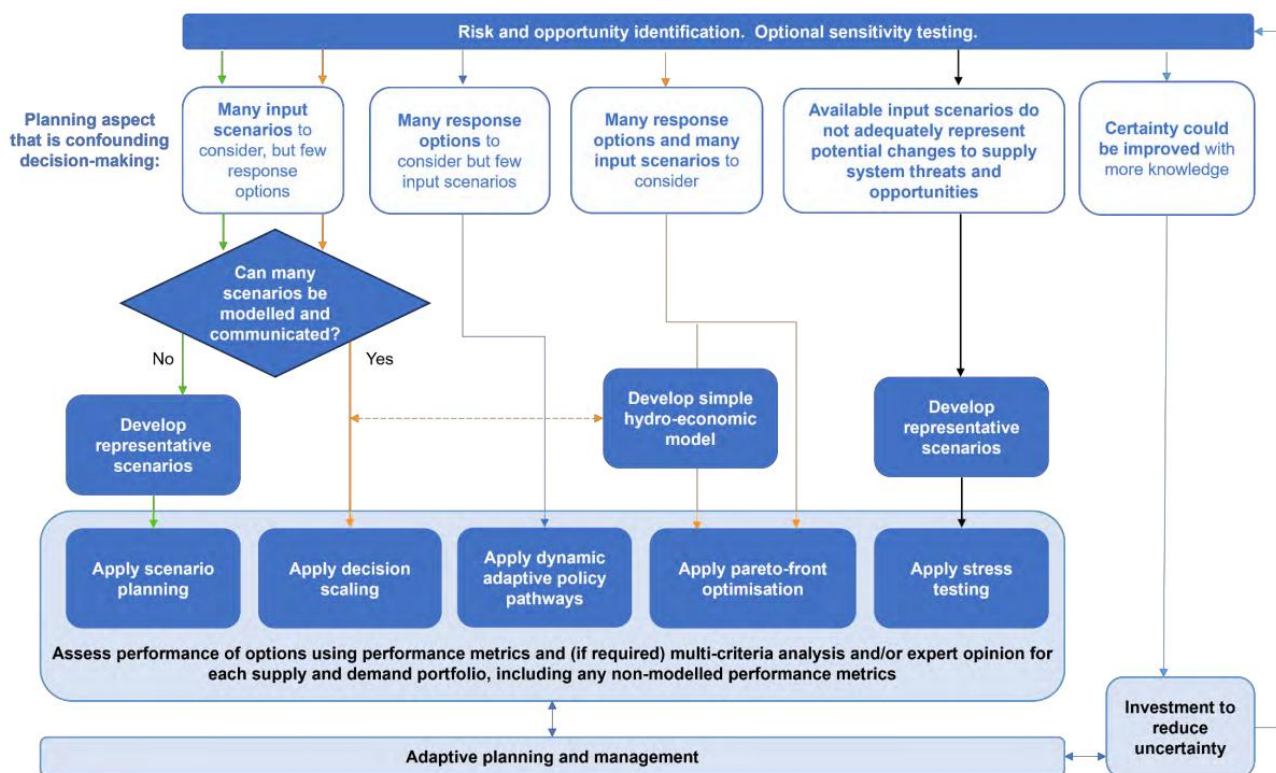 Risk and opportunity identification.  Optional sensitivity testing.
Planning aspect
that is confounding
decision-making:
Many input
scenarios to
consider, but few
response
options
Many response
options to
consider but few
input scenarios
Many response
options and many
input scenarios to
consider
Available input scenarios do
not adequately represent
potential changes to supply
system threats and
opportunities
Certainty could
be improved with
more knowledge
Can many
scenarios be
modelled and
communicated?
No
Yes
Develop
representative
scenarios
Develop simple
hydro-economic
model
Develop
representative
scenarios
Apply scenario
planning
Apply decision
scaling
Apply dynamic
adaptive policy
pathways
Apply pareto-front
optimisation
Apply stress
testing
Assess performance of options using performance metrics and (if required) multi-criteria analysis and/or expert opinion for
each supply and demand portfolio, including any non-modelled performance metrics
Investment to
reduce
uncertainty
Adaptive planning and management